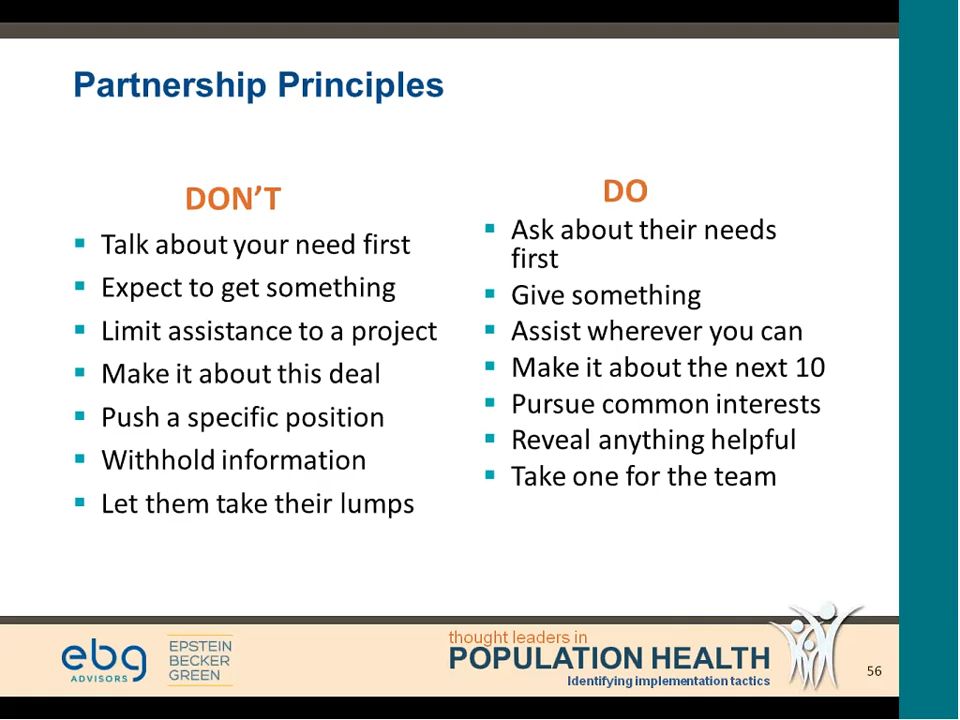 Partnership Principles
DON'T
Talk about your need first
Expect to get something
Limit assistance to a project
Make it about this deal
Push a specific position
Withhold information
Let them take their lumps
DO
Ask about their needs
first
Give something
Assist wherever you can
Make it about the next 10
Pursue common interests
Reveal anything helpful
Take one for the team
ebg
ADVISORS
EPSTEIN
BECKER
GREEN
thought leaders in
POPULATION HEALTH
Identifying implementation tactics
56